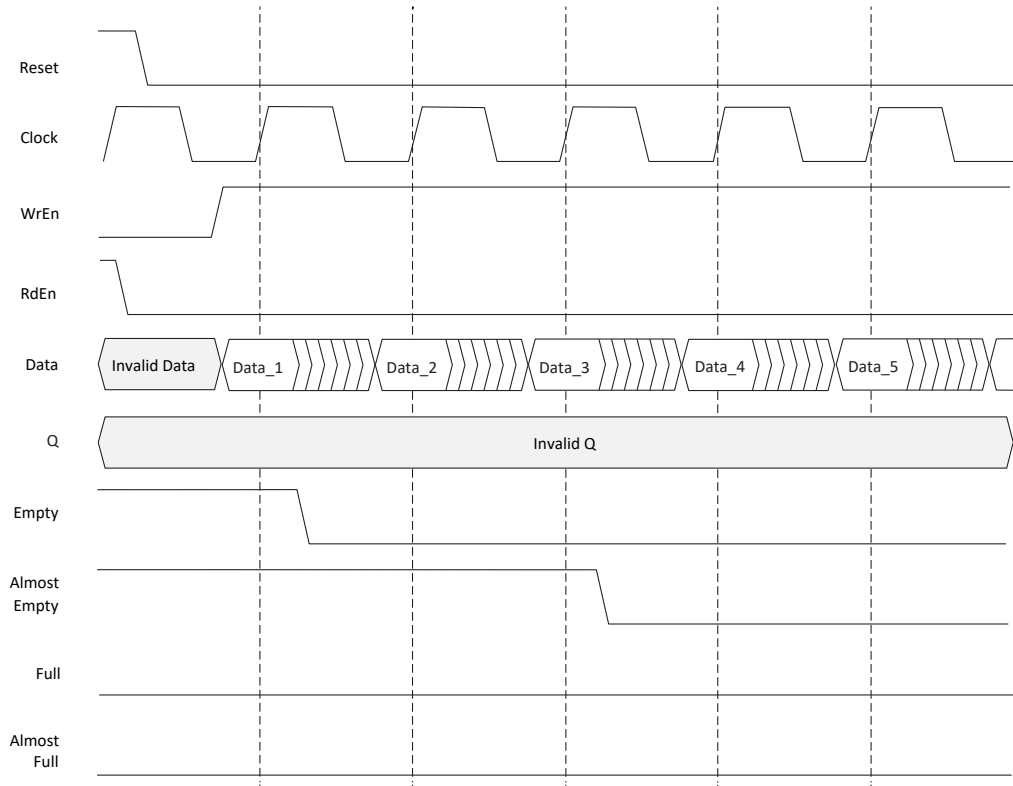 Reset
Clock
WrEn
RdEn
Data
Invalid Data
Data_1
Data_2
Data_3
Data_4
Data_5
Q
Invalid Q
Empty
Almost
Empty
Full
Almost
Full